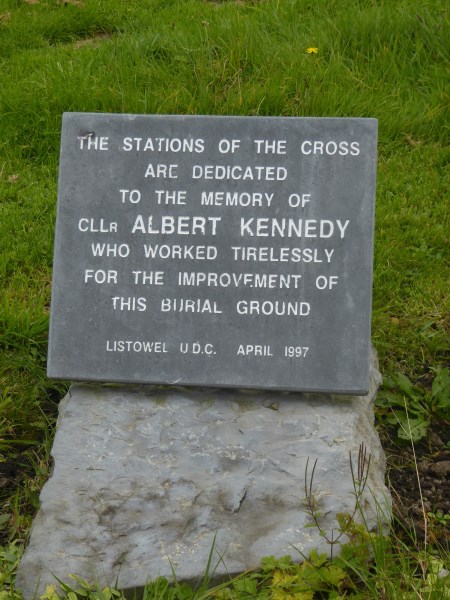 THE STATIONS OF THE CROSS
ARE DEDICATED
TO THE MEMORY OF
CLLR ALBERT KENNEDY
WHO WORKED TIRELESSLY
FOR THE IMPROVEMENT OF
THIS BURIAL GROUND
LISTOWEL U.D.C. APRIL 1997